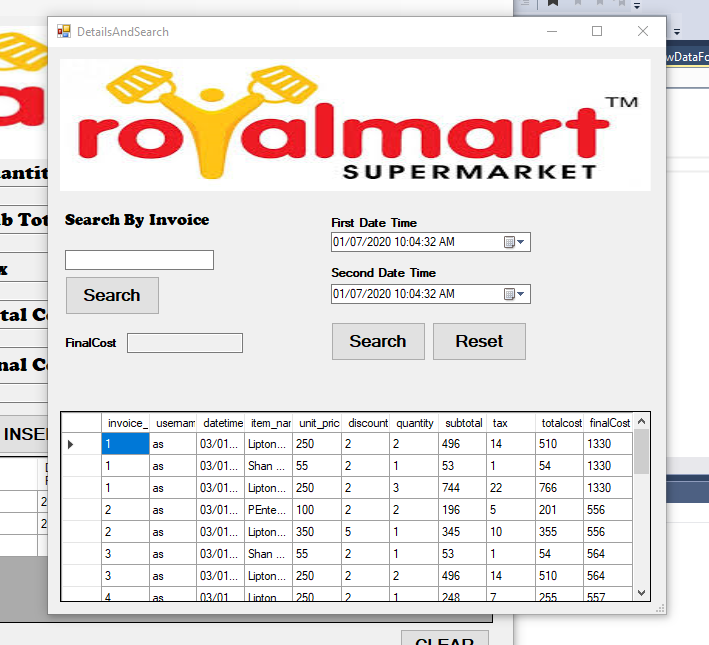 DetailsAndSearch
wDataFo
royalmart™
SUPERMARKET
antit
b Tot
x
tal C
nal C
INSE
Search By Invoice
Search
FinalCost
First Date Time
01/07/2020 10:04:32 AM
Second Date Time
01/07/2020 10:04:32 AM
Search Reset
invoice_ usernam datetime item_nar unit_pric discount quantity subtotal tax totalcost finalCost
1 as 03/01... Lipton... 250 2 2 496 14 510 1330
1 as 03/01... Shan ... 55 2 1 53 1 54 1330
1 as 03/01... Lipton... 250 2 3 744 22 766 1330
2 as 03/01... PEnte... 100 2 2 196 5 201 556
2 as 03/01... Lipton... 350 5 1 345 10 355 556
3 as 03/01... Shan ... 55 2 1 53 1 54 564
3 as 03/01... Lipton... 250 2 2 496 14 510 564
4 as 03/01 Lipton 250 2 1 248 7 255 557
CLEAR